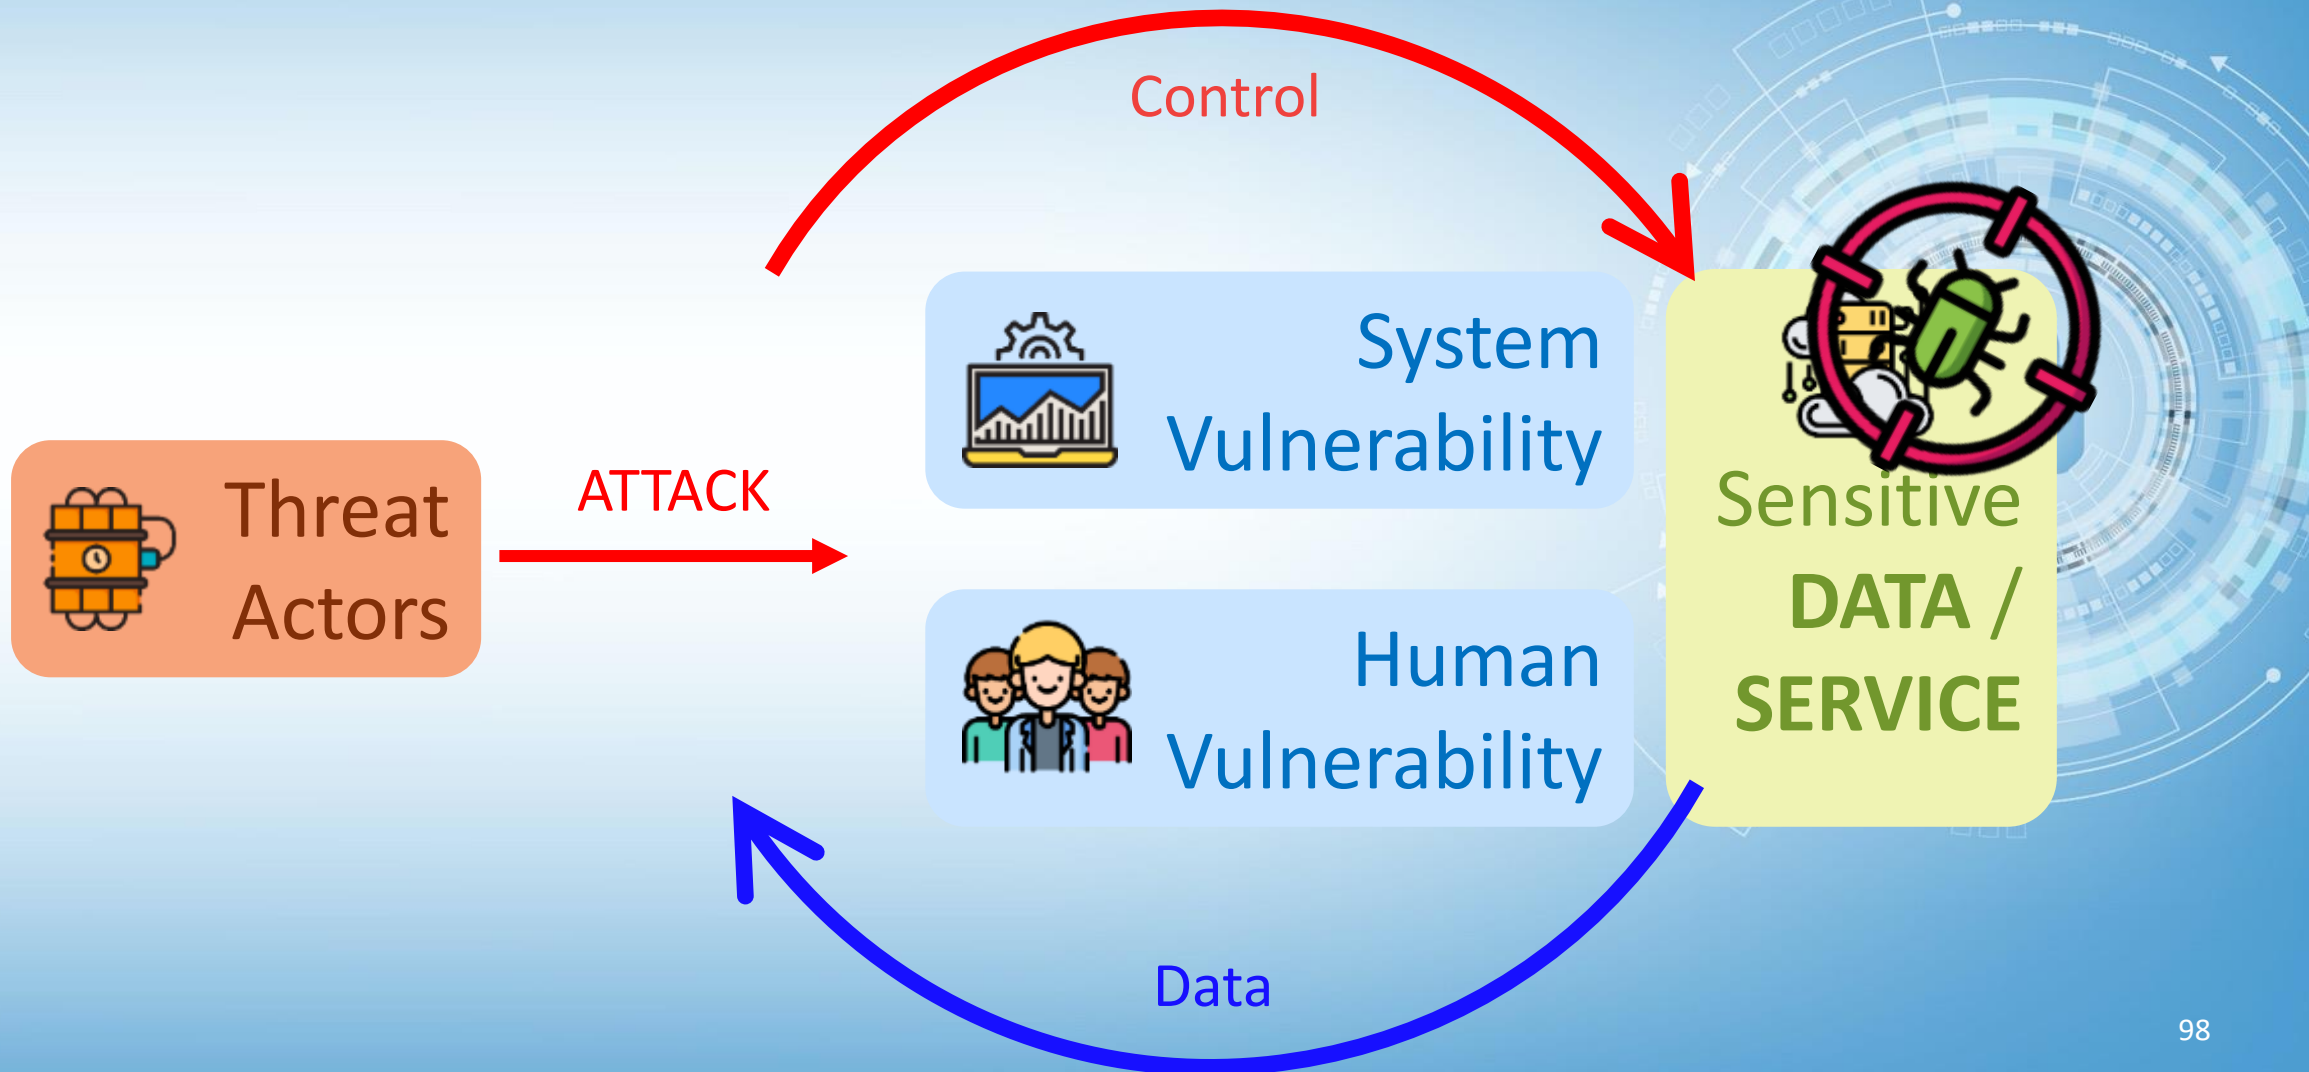 Control
Threat
Actors
ATTACK
System
Vulnerability
Human
Vulnerability
Sensitive
DATA /
SERVICE
Data
98